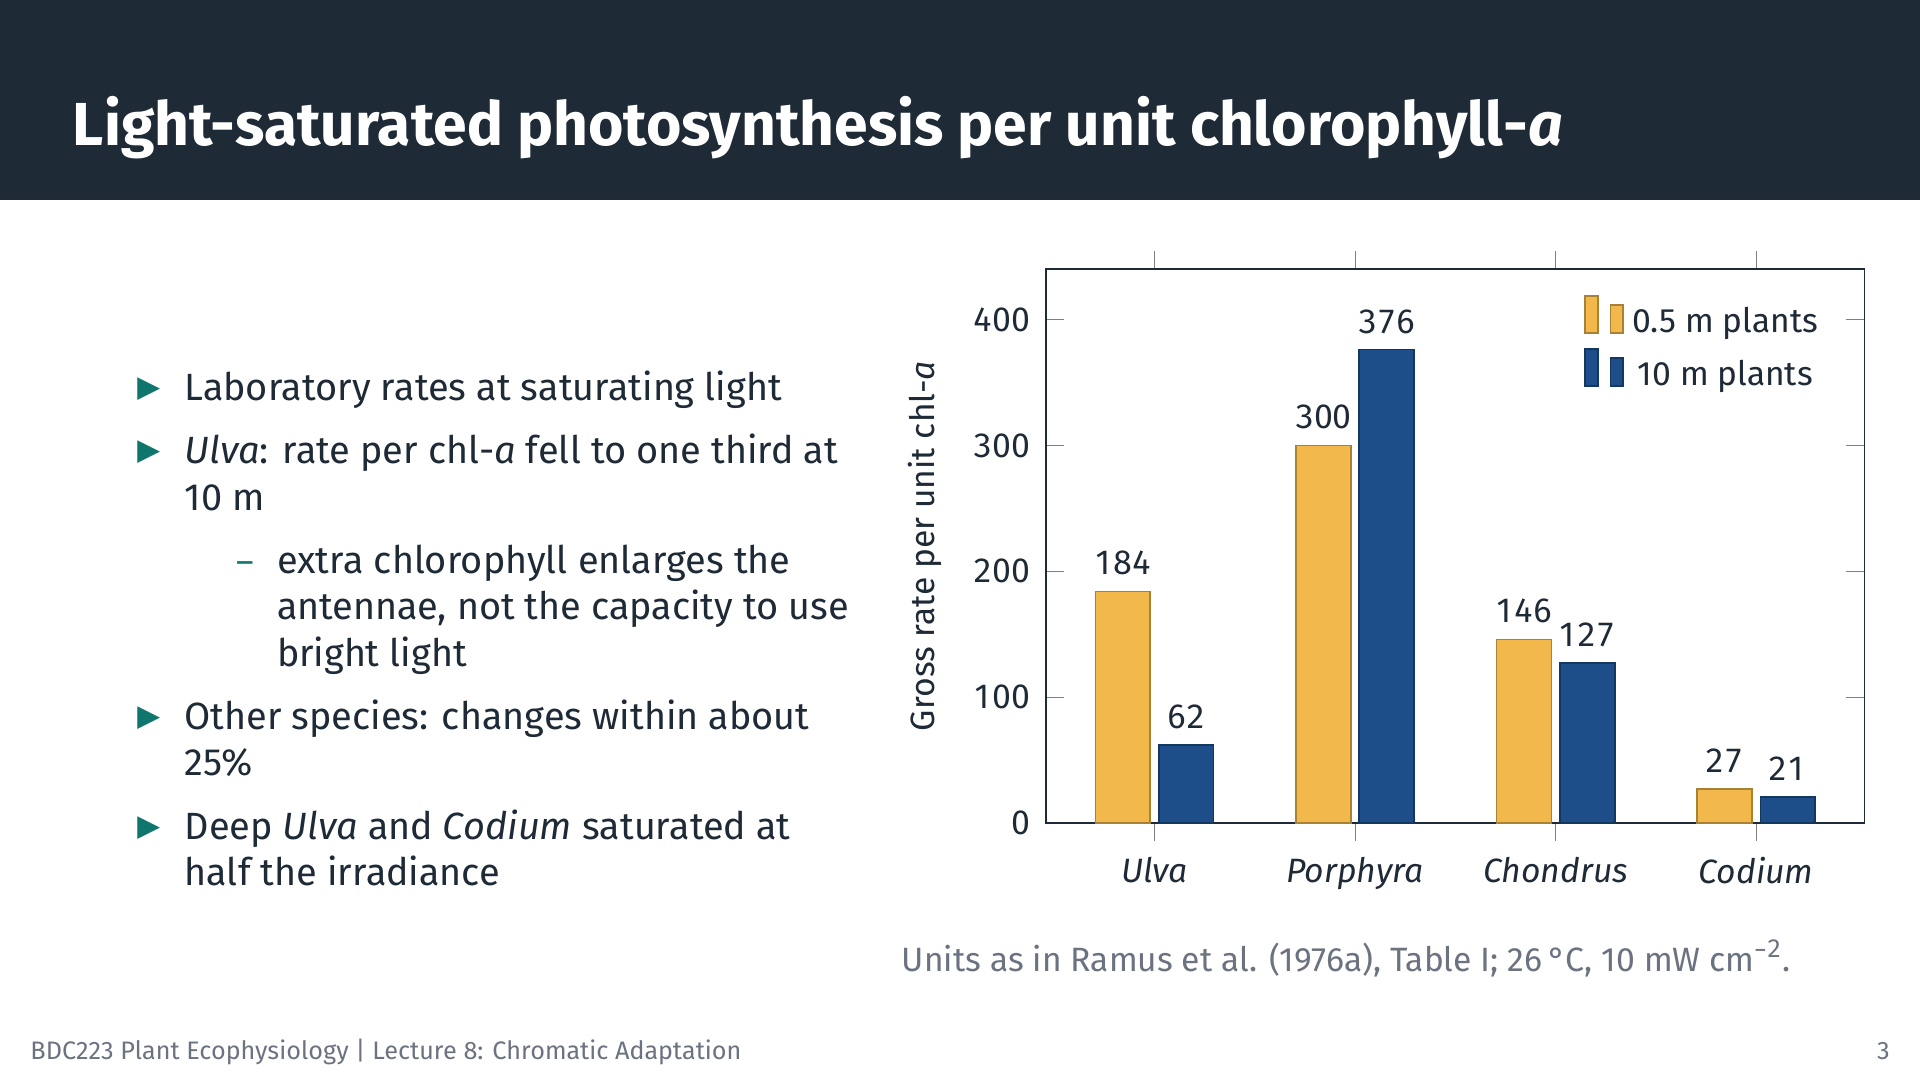 Light-saturated photosynthesis per unit chlorophyll-a
► Laboratory rates at saturating light
► Ulva: rate per chl-a fell to one third at
10 m
– extra chlorophyll enlarges the
antennae, not the capacity to use
bright light
► Other species: changes within about
25%
► Deep Ulva and Codium saturated at
half the irradiance
Gross rate per unit chl-a
400
300
200
100
0
0.5 m plants
10 m plants
184
62
300
376
146
127
27
21
Ulva
Porphyra
Chondrus
Codium
Units as in Ramus et al. (1976a), Table I; 26 °C, 10 mW cm⁻².
BDC223 Plant Ecophysiology | Lecture 8: Chromatic Adaptation
3